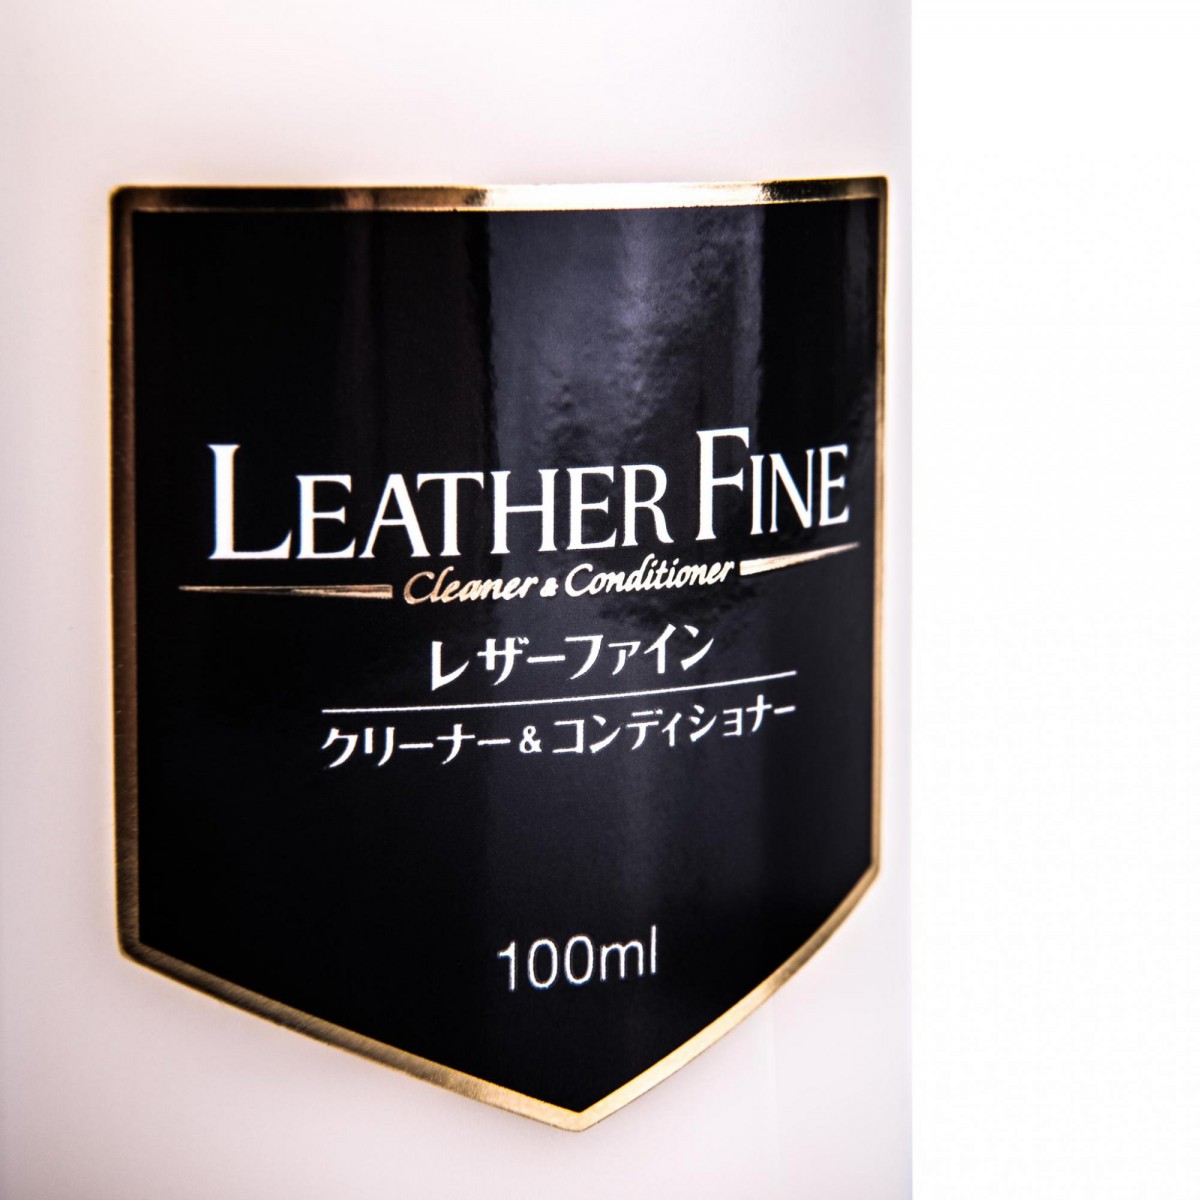 LEATHER FINE
Cleaner & Conditioner
レザーファイン
クリーナー&コンディショナー
100ml